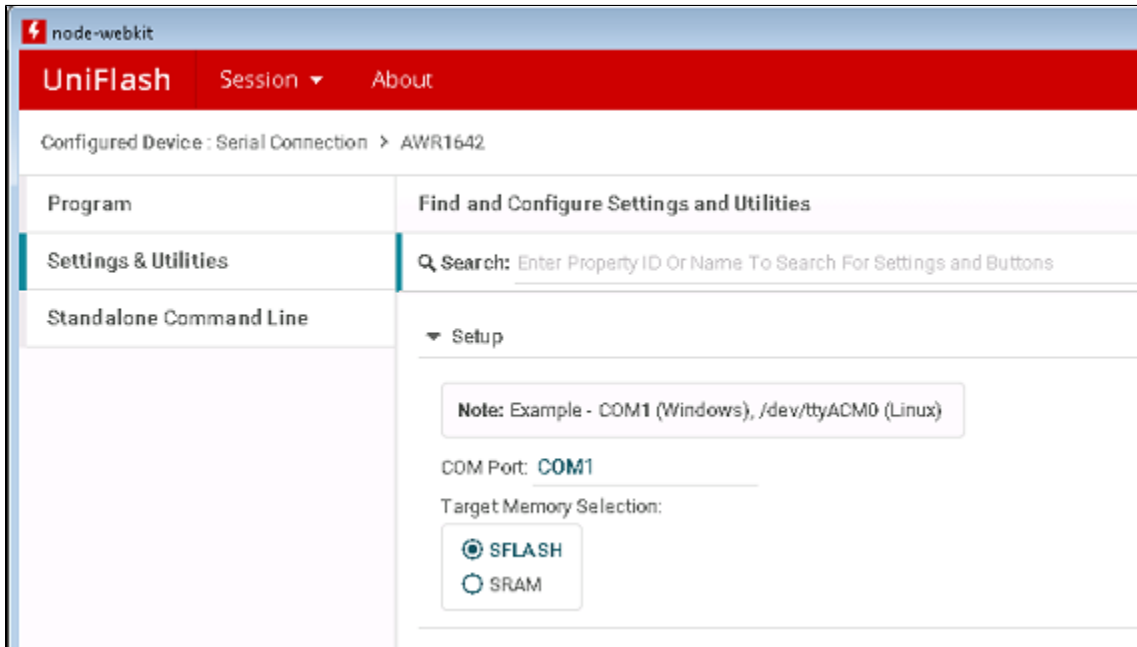 node-webkit
UniFlash Session About
Configured Device : Serial Connection > AWR1642
Program
Settings & Utilities
Standalone Command Line
Find and Configure Settings and Utilities
Search: Enter Property ID Or Name To Search For Settings and Buttons
Setup
Note: Example - COM1 (Windows), /dev/ttyACM0 (Linux)
COM Port: COM1
Target Memory Selection:
SFLASH
SRAM